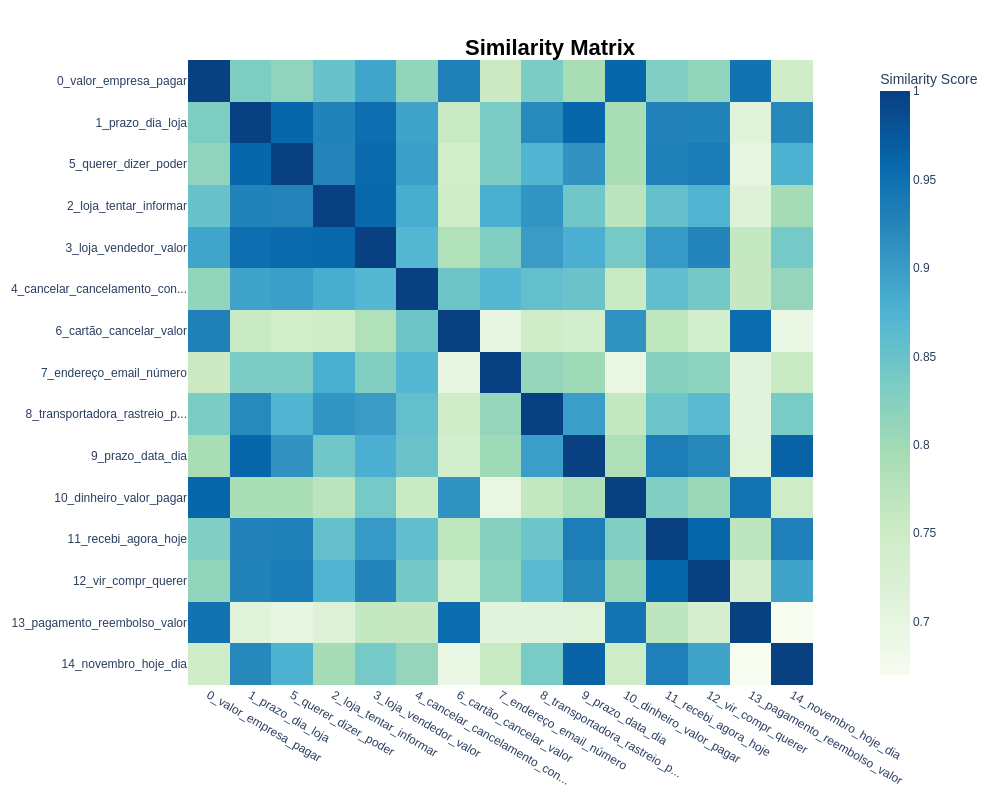 Similarity Matrix
Similarity Score
0_valor_empresa_pagar
1_prazo_dia_loja
5_querer_dizer_poder
2_loja_tentar_informar
3_loja_vendedor_valor
4_cancelar_cancelamento_con...
6_cartão_cancelar_valor
7_endereço_email_número
8_transportadora_rastreio_p...
9_prazo_data_dia
10_dinheiro_valor_pagar
11_recebi_agora_hoje
12_vir_compr_querer
13_pagamento_reembolso_valor
14_novembro_hoje_dia
1
0.95
0.9
0.85
0.8
0.75
0.7
0_valor_empresa_pagar
1_prazo_dia_loja
5_querer_dizer_poder
2_loja_tentar_informar
3_loja_vendedor_valor
4_cancelar_cancelamento_con...
6_cartão_cancelar_valor
7_endereço_email_número
8_transportadora_rastreio_p...
9_prazo_data_dia
10_dinheiro_valor_pagar
11_recebi_agora_hoje
12_vir_compr_querer
13_pagamento_reembolso_valor
14_novembro_hoje_dia